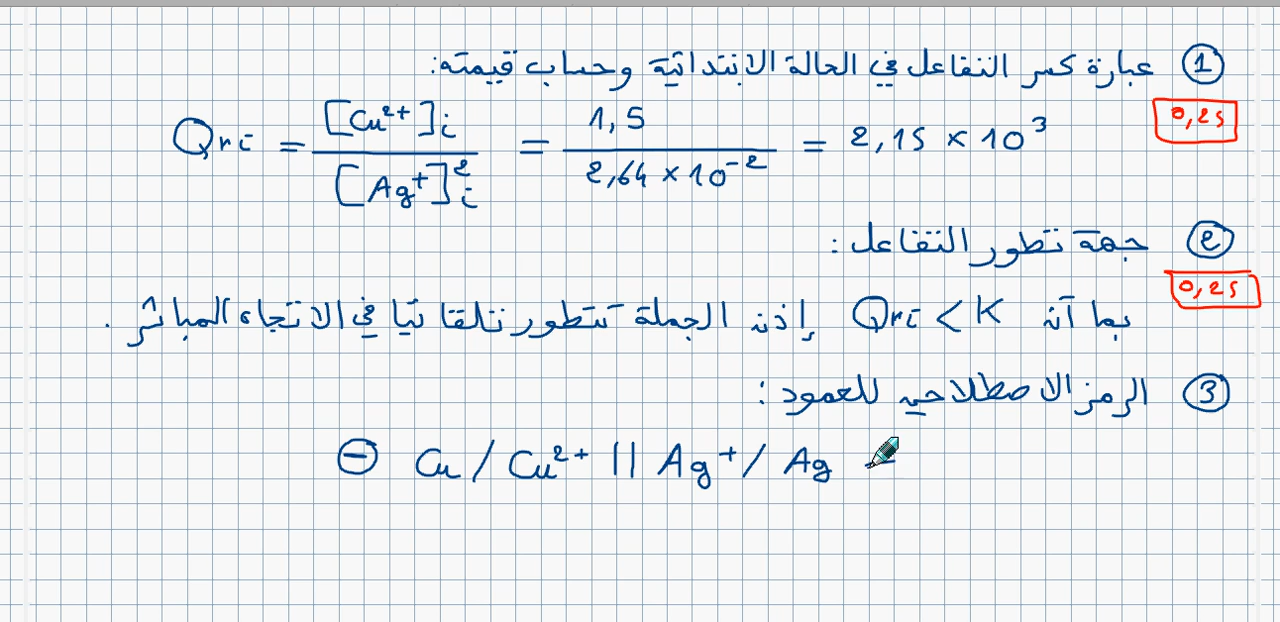 ① عبارة كسر التفاعل في الحالة الابتدائية وحساب قيمته:
0,25
Qri = [Cu²⁺]i / [Ag⁺]²i = 1,5 / 2,64 × 10⁻² = 2,15 × 10³
② جهة تطور التفاعل :
0,25
بما أن Qri < K إذن الجملة تتطور تلقائيا في الاتجاه المباشر .
③ الرمز الاصطلاحي للعمود :
⊖ Cu / Cu²⁺ || Ag⁺ / Ag